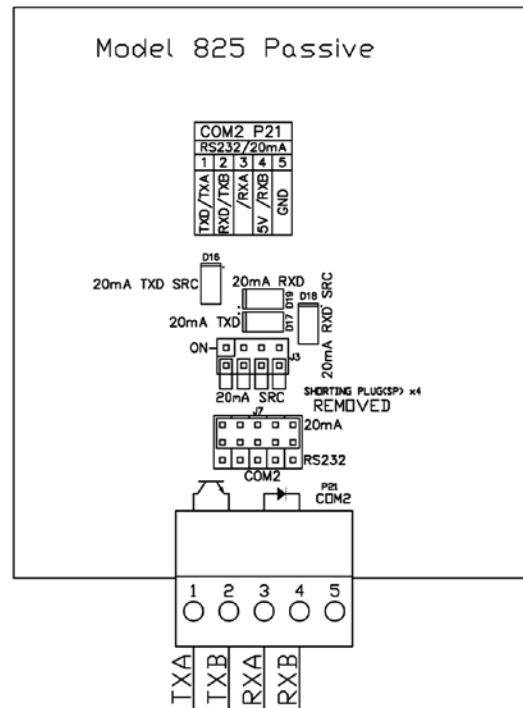 Model 825 Passive
COM2 P21
RS232/20mA
1 2 3 4 5
TXD/TXA
RXD/TXB
/RXA
5V /RXB
GND
D16
20mA TXD SRC
20mA RXD
D19
D18
20mA RXD SRC
20mA TXD
D17
ON
J3
20mA SRC
SHORTING PLUG(SP) x4
REMOVED
J7
20mA
RS232
COM2
P21
COM2
1 2 3 4 5
TXA
TXB
RXA
RXB